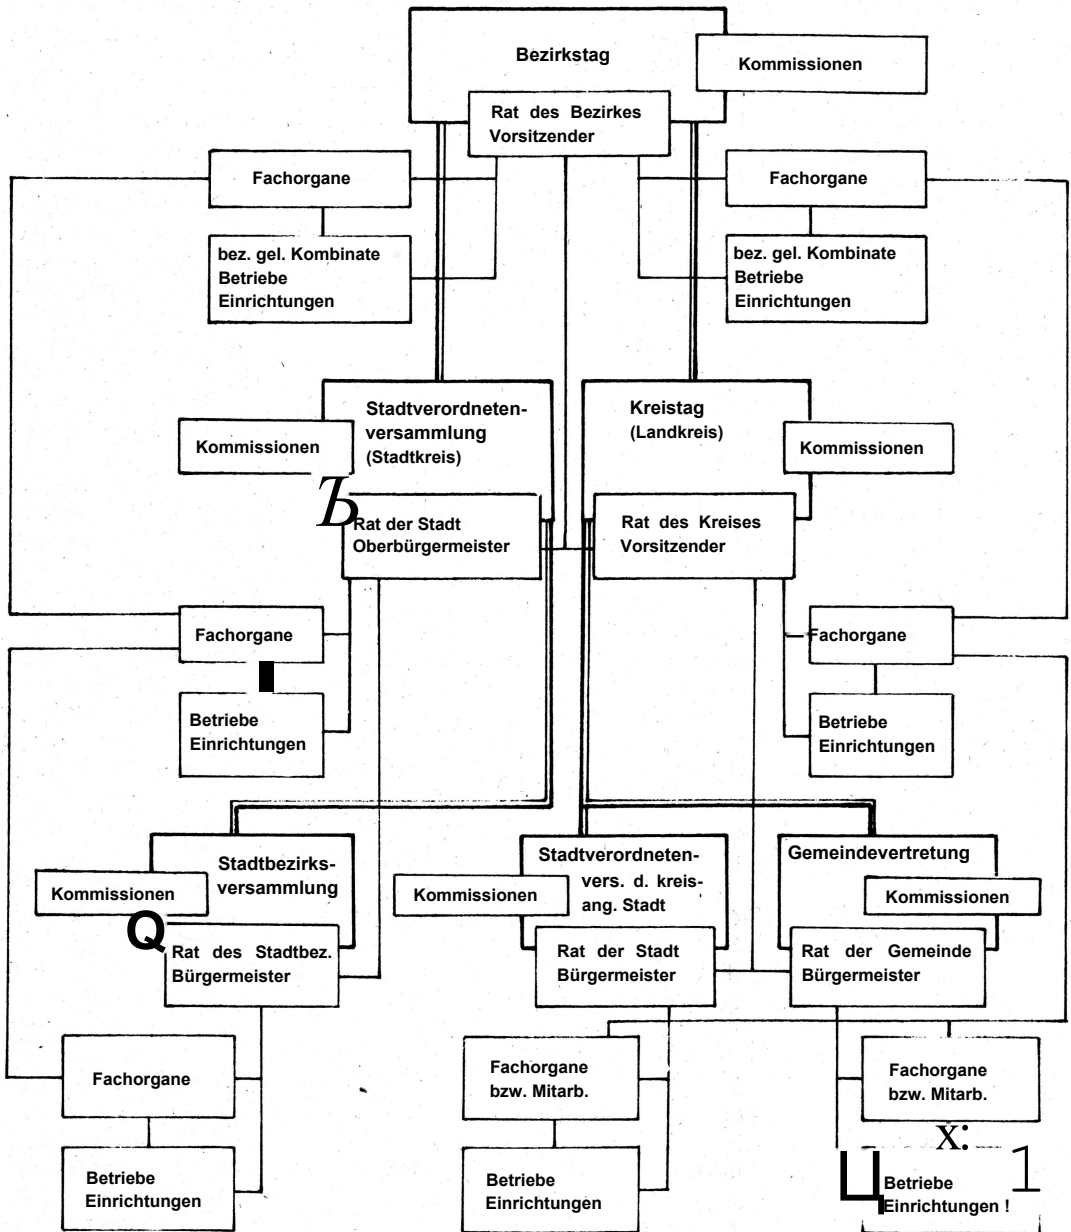 Bezirkstag
Kommissionen
Rat des Bezirkes
Vorsitzender
Fachorgane
Fachorgane
bez. gel. Kombinate
Betriebe
Einrichtungen
bez. gel. Kombinate
Betriebe
Einrichtungen
Stadtverordneten-
versammlung
(Stadtkreis)
Kommissionen
Kreistag
(Landkreis)
Kommissionen
Ъ
Rat der Stadt
Oberbürgermeister
Rat des Kreises
Vorsitzender
Fachorgane
Fachorgane
Betriebe
Einrichtungen
Betriebe
Einrichtungen
Stadtbezirks-
versammlung
Kommissionen
Q
Rat des Stadtbez.
Bürgermeister
Stadtverordneten-
vers. d. kreis-
ang. Stadt
Kommissionen
Rat der Stadt
Bürgermeister
Gemeindevertretung
Kommissionen
Rat der Gemeinde
Bürgermeister
Fachorgane
Fachorgane
bzw. Mitarb.
Fachorgane
bzw. Mitarb.
Betriebe
Einrichtungen
Betriebe
Einrichtungen
x:
Ц
1
Betriebe
Einrichtungen !